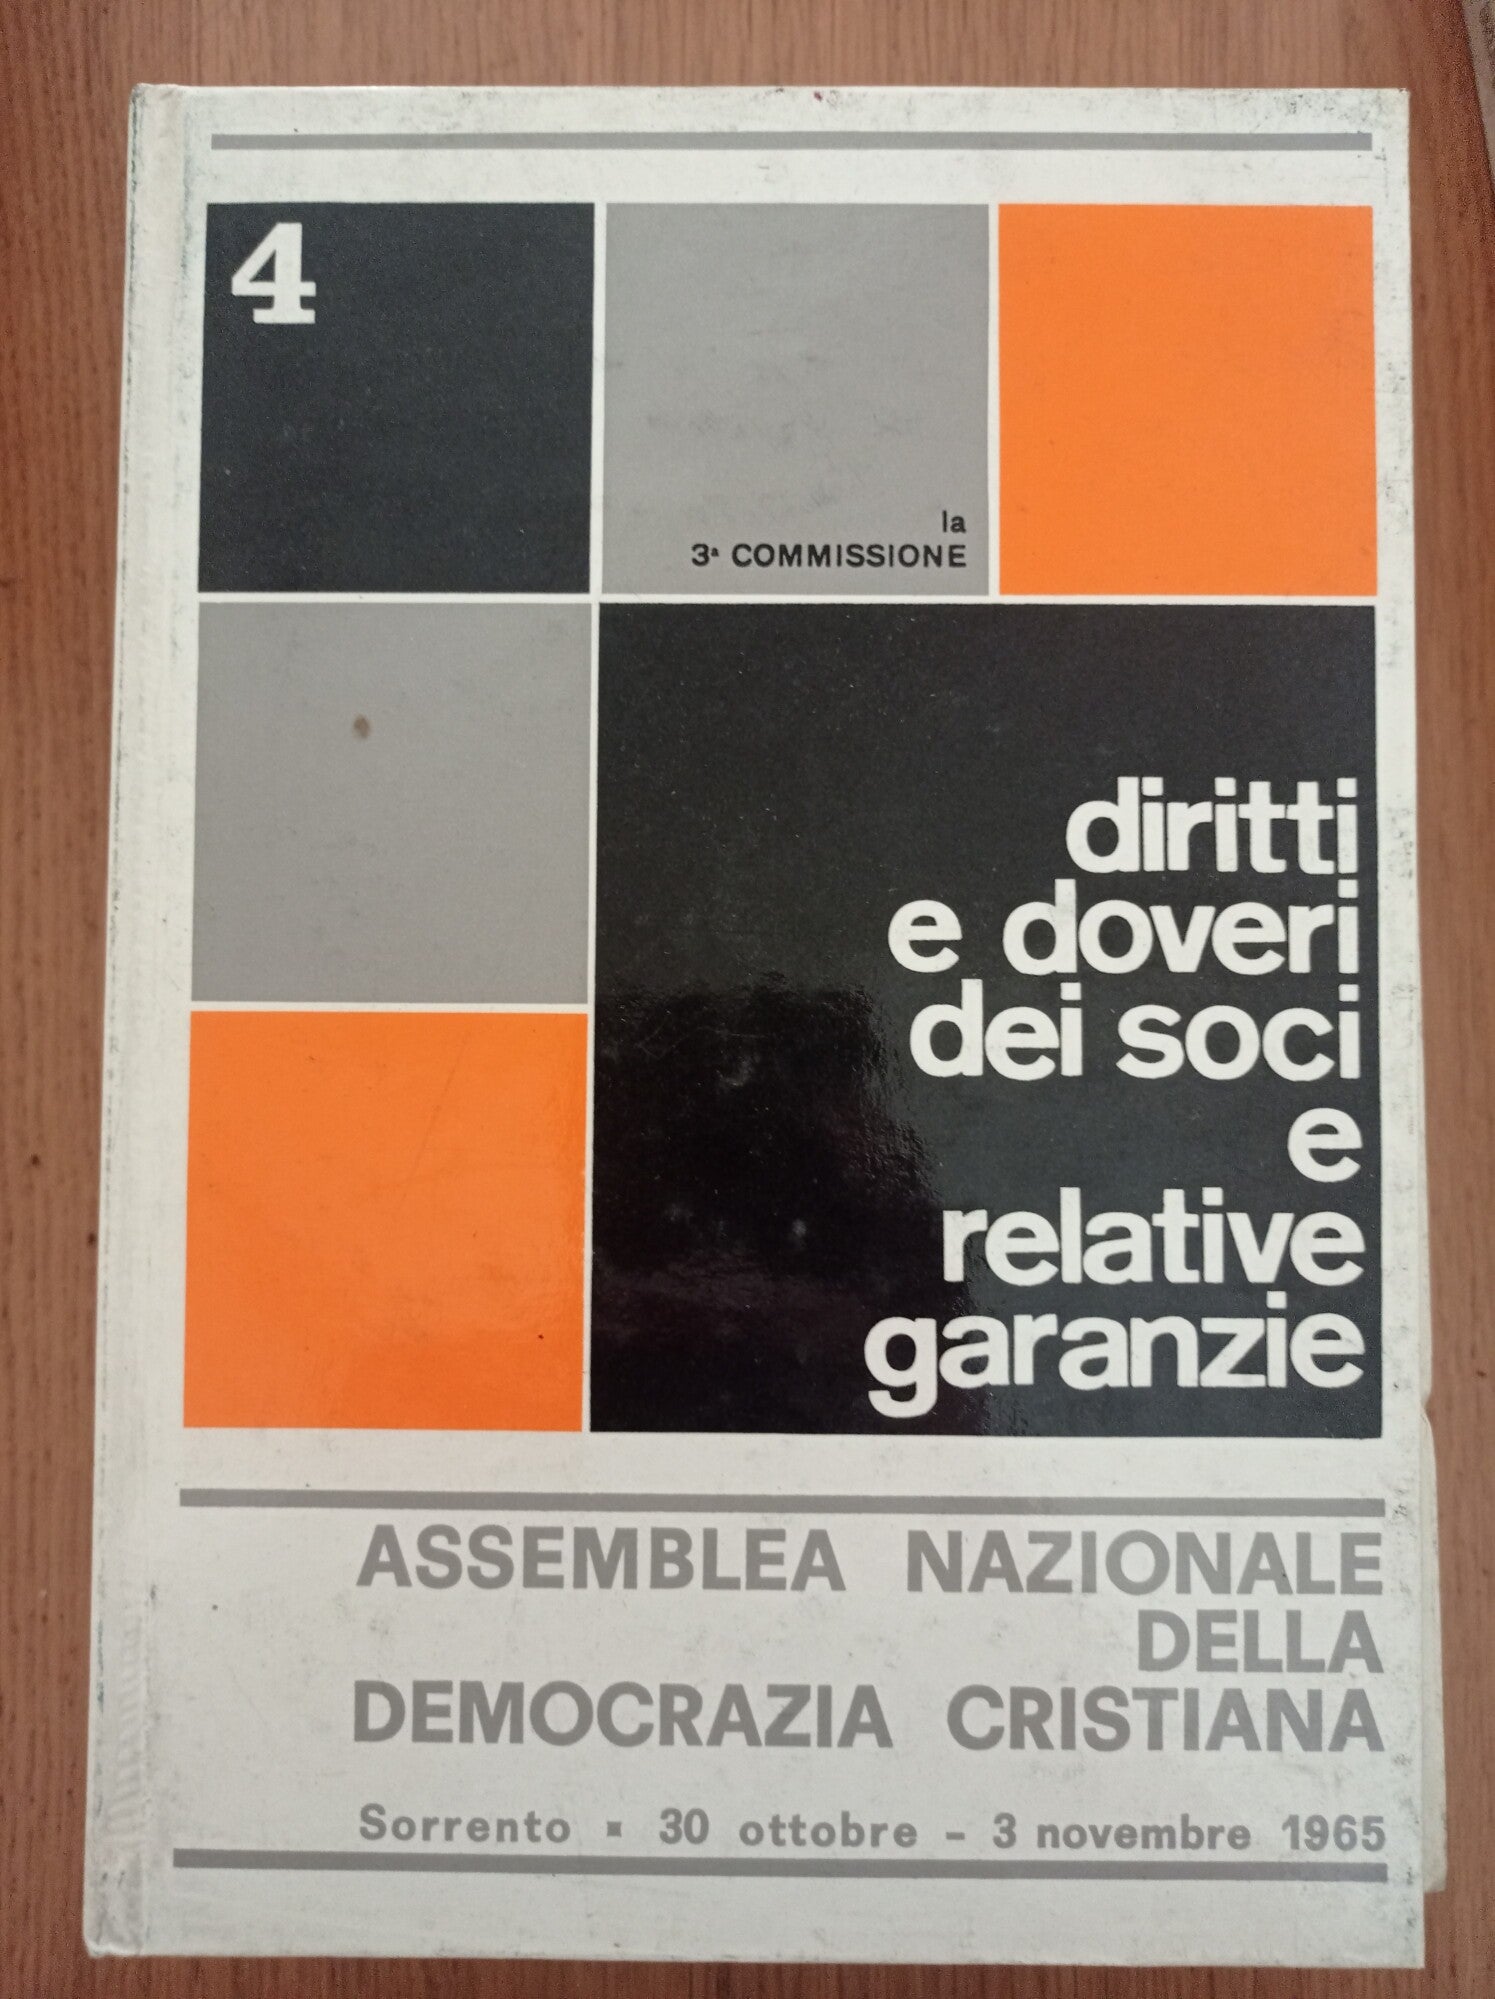 4
la
3ª COMMISSIONE
diritti
e doveri
dei soci
e
relative
garanzie
ASSEMBLEA NAZIONALE
DELLA
DEMOCRAZIA CRISTIANA
Sorrento ▪ 30 ottobre - 3 novembre 1965